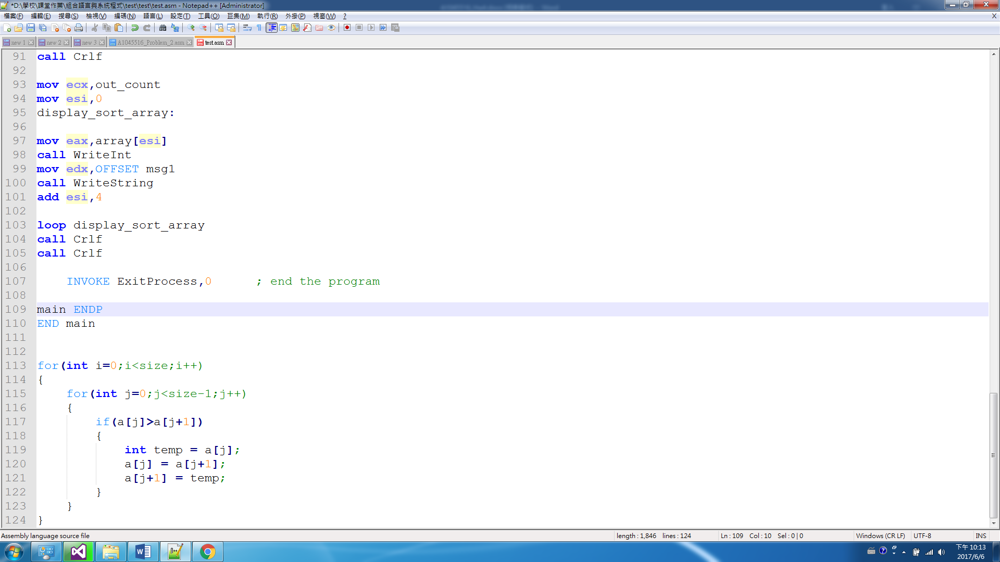 *D:\學校\課堂作業\組合語言與系統程式\test\test\test.asm - Notepad++ [Administrator]
檔案(F) 編輯(E) 搜尋(S) 檢視(V) 編碼(N) 語言(L) 設定(T) 工具(O) 巨集(M) 執行(R) 外掛(P) 視窗(W) ? X
new 1 new 2 new 3 A1045516_Problem_2.asm test.asm
91 call Crlf
92
93 mov ecx,out_count
94 mov esi,0
95 display_sort_array:
96
97 mov eax,array[esi]
98 call WriteInt
99 mov edx,OFFSET msg1
100 call WriteString
101 add esi,4
102
103 loop display_sort_array
104 call Crlf
105 call Crlf
106
107 INVOKE ExitProcess,0 ; end the program
108
109 main ENDP
110 END main
111
112
113 for(int i=0;i<size;i++)
114 {
115 for(int j=0;j<size-1;j++)
116 {
117 if(a[j]>a[j+1])
118 {
119 int temp = a[j];
120 a[j] = a[j+1];
121 a[j+1] = temp;
122 }
123 }
124 }
Assembly language source file length : 1,846 lines : 124 Ln : 109 Col : 10 Sel : 0 | 0 Windows (CR LF) UTF-8 INS
下午 10:13
2017/6/6